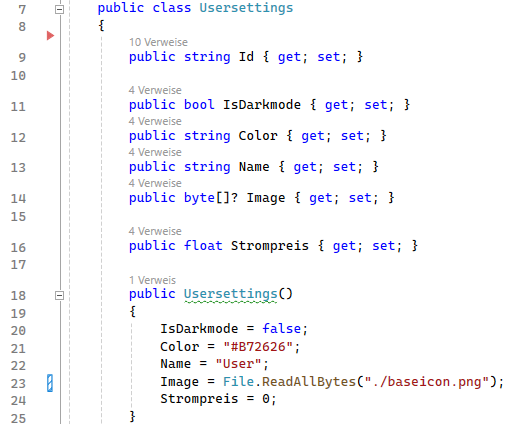 7 public class Usersettings
8 {
10 Verweise
9 public string Id { get; set; }
10
4 Verweise
11 public bool IsDarkmode { get; set; }
4 Verweise
12 public string Color { get; set; }
4 Verweise
13 public string Name { get; set; }
4 Verweise
14 public byte[]? Image { get; set; }
15
4 Verweise
16 public float Strompreis { get; set; }
17
1 Verweis
18 public Usersettings()
19 {
20 IsDarkmode = false;
21 Color = "#B72626";
22 Name = "User";
23 Image = File.ReadAllBytes("./baseicon.png");
24 Strompreis = 0;
25 }